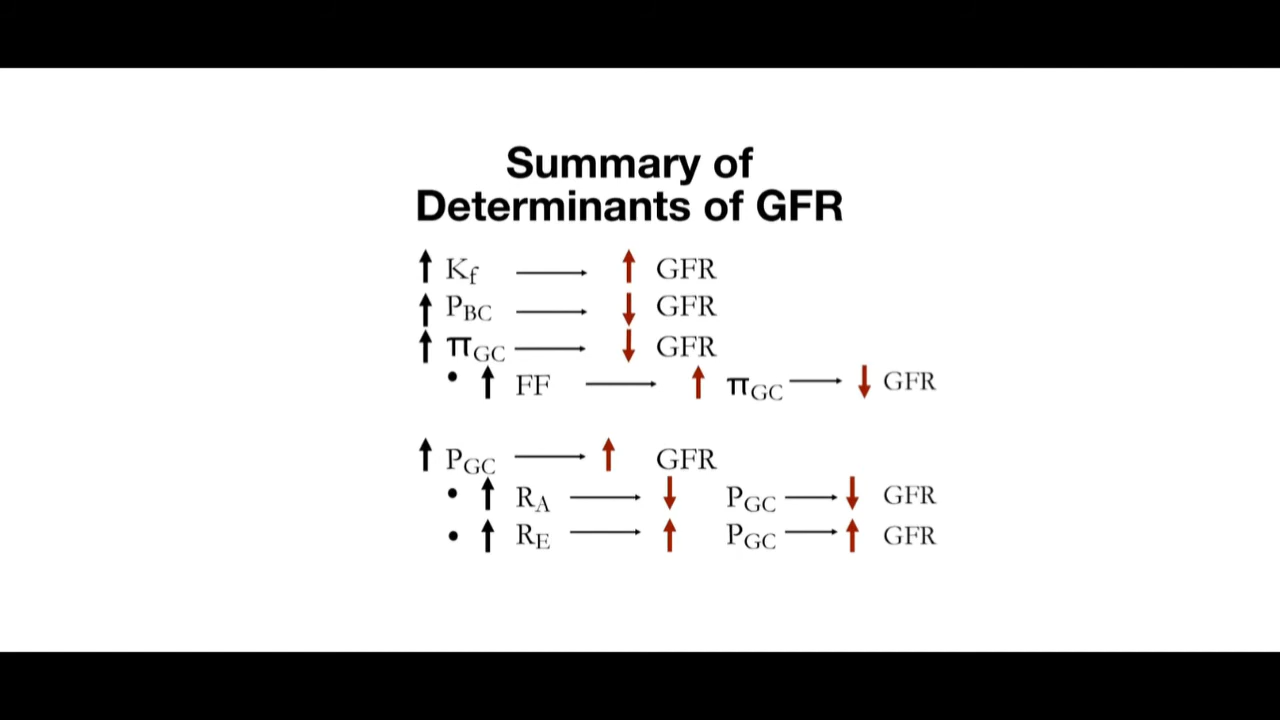 Summary of
Determinants of GFR
↑ Kf → ↑ GFR
↑ PBC → ↓ GFR
↑ πGC → ↓ GFR
• ↑ FF → ↑ πGC → ↓ GFR
↑ PGC → ↑ GFR
• ↑ RA → ↓ PGC → ↓ GFR
• ↑ RE → ↑ PGC → ↑ GFR